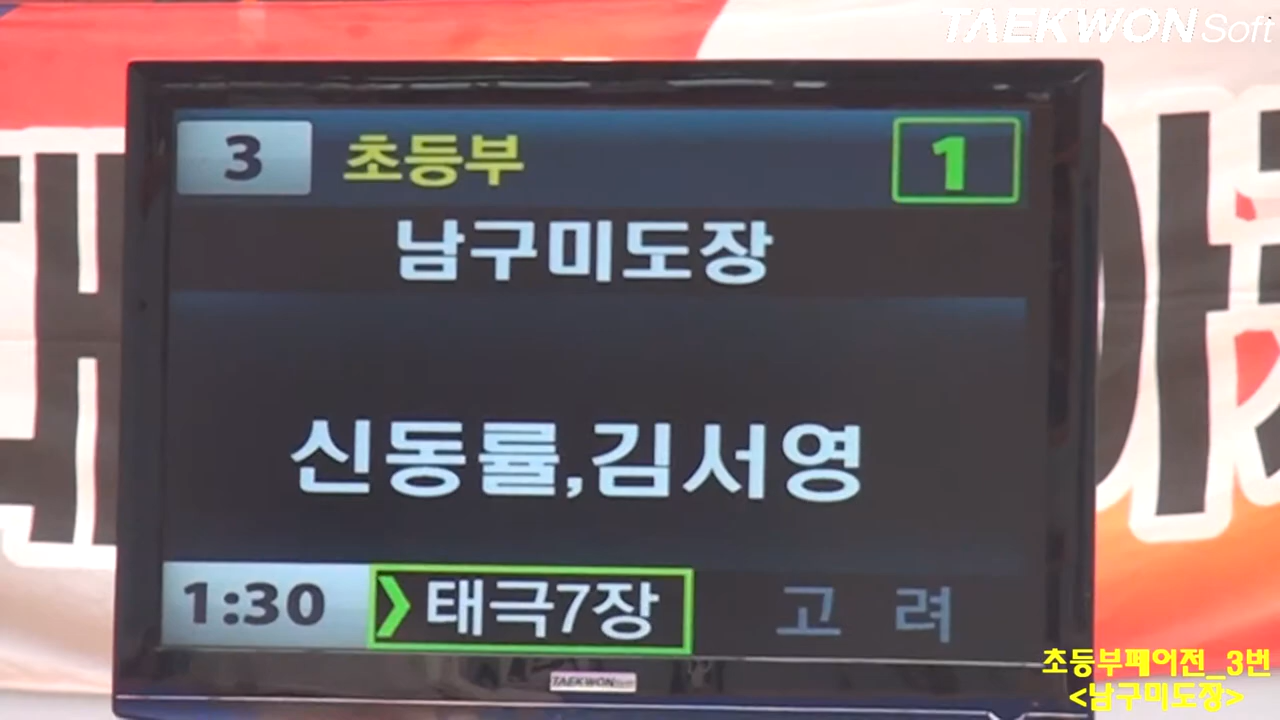 TAEKWON Soft
3 초등부 1
남구미도장
신동률,김서영
1:30 태극7장 고 려
TAEKWONSoft
초등부페어전_3번
<남구미도장>